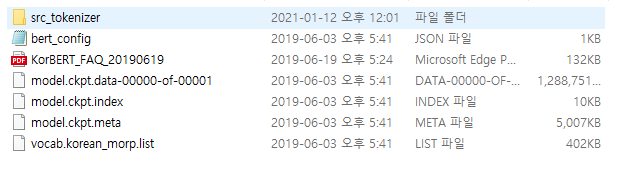 src_tokenizer 2021-01-12 오후 12:01 파일 폴더
bert_config 2019-06-03 오후 5:41 JSON 파일 1KB
PDF KorBERT_FAQ_20190619 2019-06-19 오후 5:24 Microsoft Edge P... 132KB
model.ckpt.data-00000-of-00001 2019-06-03 오후 5:41 DATA-00000-OF-... 1,288,751...
model.ckpt.index 2019-06-03 오후 5:41 INDEX 파일 10KB
model.ckpt.meta 2019-06-03 오후 5:41 META 파일 5,007KB
vocab.korean_morp.list 2019-06-03 오후 5:41 LIST 파일 402KB